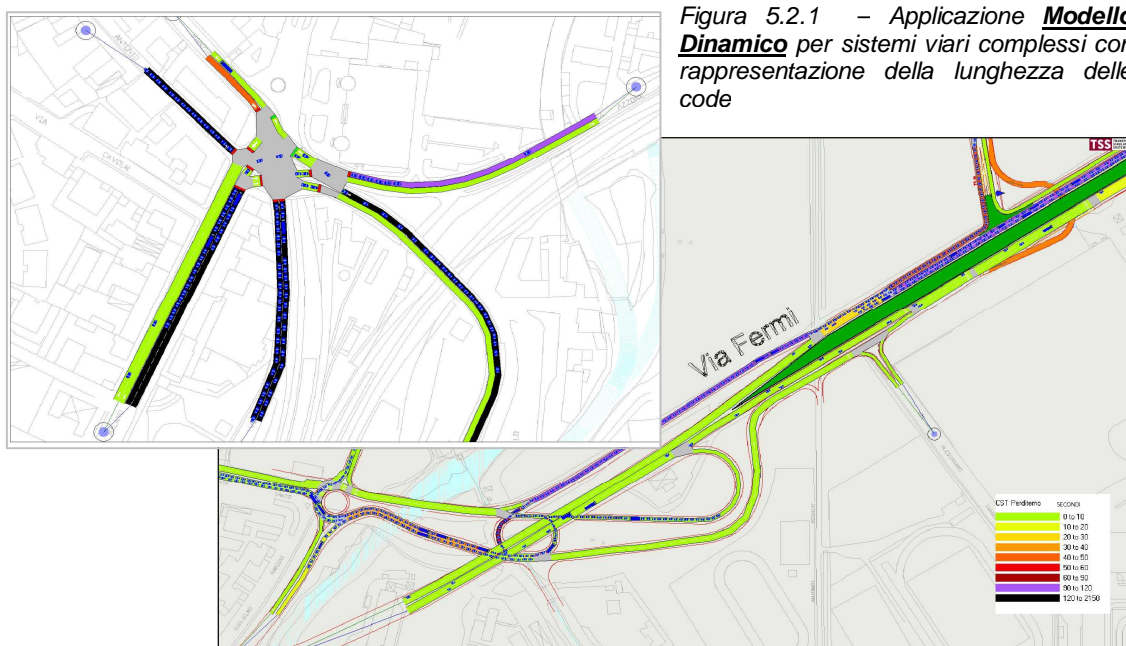 Figura 5.2.1 – Applicazione Modello
Dinamico per sistemi viari complessi con
rappresentazione della lunghezza delle
code
TSS
VIA
CAVOUR
Via Fermi
CST Perditemo SECONDI
0 to 10
10 to 20
20 to 30
30 to 40
40 to 50
50 to 60
60 to 90
90 to 120
120 to 2150